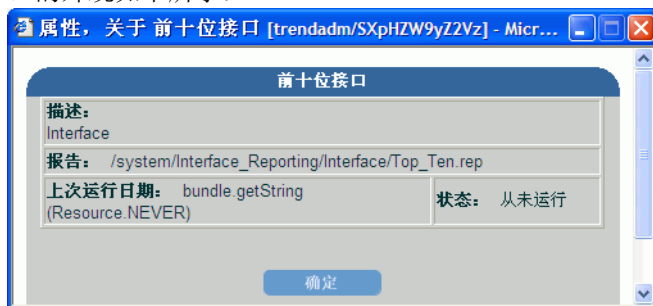 属性，关于 前十位接口 [trendadm/SXpHZW9yZ2Vz] - Micr...
前十位接口
描述：
Interface
报告： /system/Interface_Reporting/Interface/Top_Ten.rep
上次运行日期： bundle.getString
(Resource.NEVER)
状态： 从未运行
确定